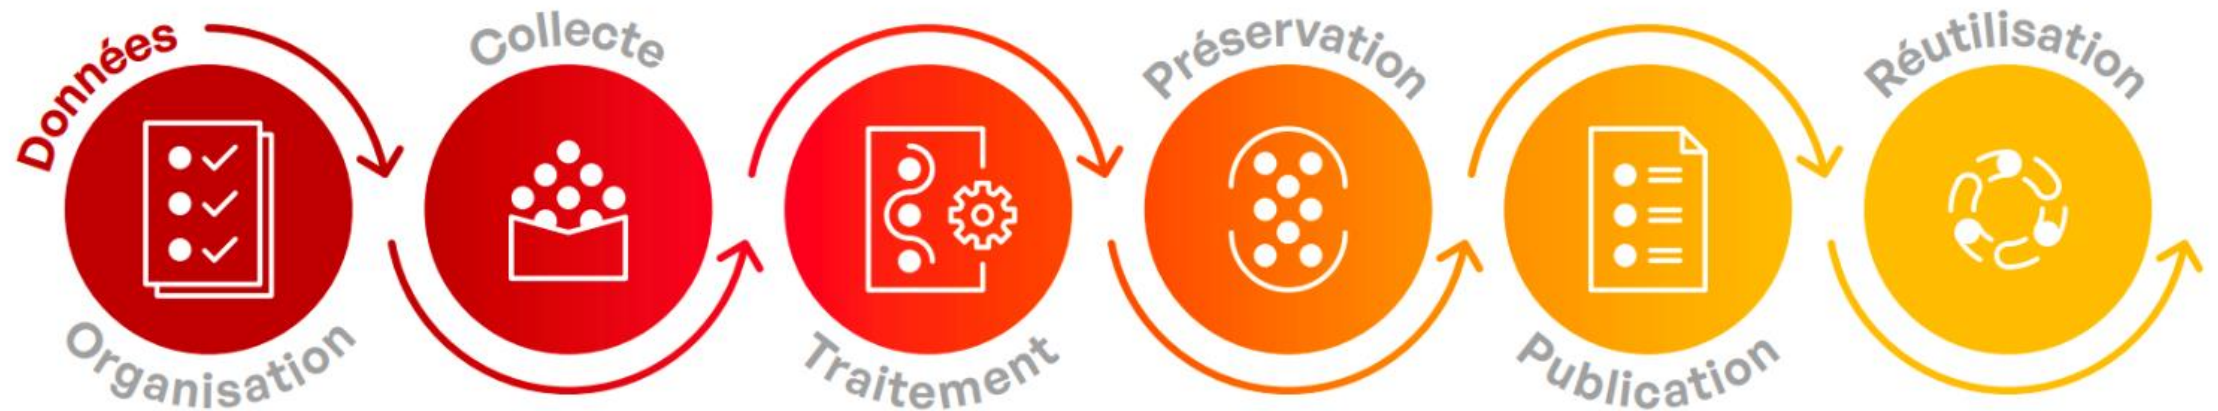 Données
Organisation
Collecte
Traitement
Préservation
Publication
Réutilisation